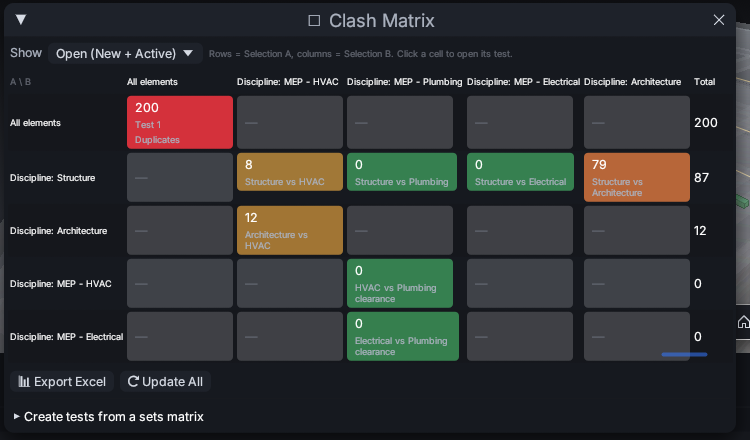 ▼ Clash Matrix ×
Show Open (New + Active) ▼ Rows = Selection A, columns = Selection B. Click a cell to open its test.
A \ B All elements Discipline: MEP - HVAC Discipline: MEP - Plumbing Discipline: MEP - Electrical Discipline: Architecture Total
All elements 200 — — — — 200
Test 1
Duplicates
Discipline: Structure — 8 0 0 79 87
Structure vs HVAC Structure vs Plumbing Structure vs Electrical Structure vs
Architecture
Discipline: Architecture — 12 — — — 12
Architecture vs
HVAC
Discipline: MEP - HVAC — — 0 — — 0
HVAC vs Plumbing
clearance
Discipline: MEP - Electrical — — 0 — — 0
Electrical vs Plumbing
clearance
Export Excel Update All
▸ Create tests from a sets matrix